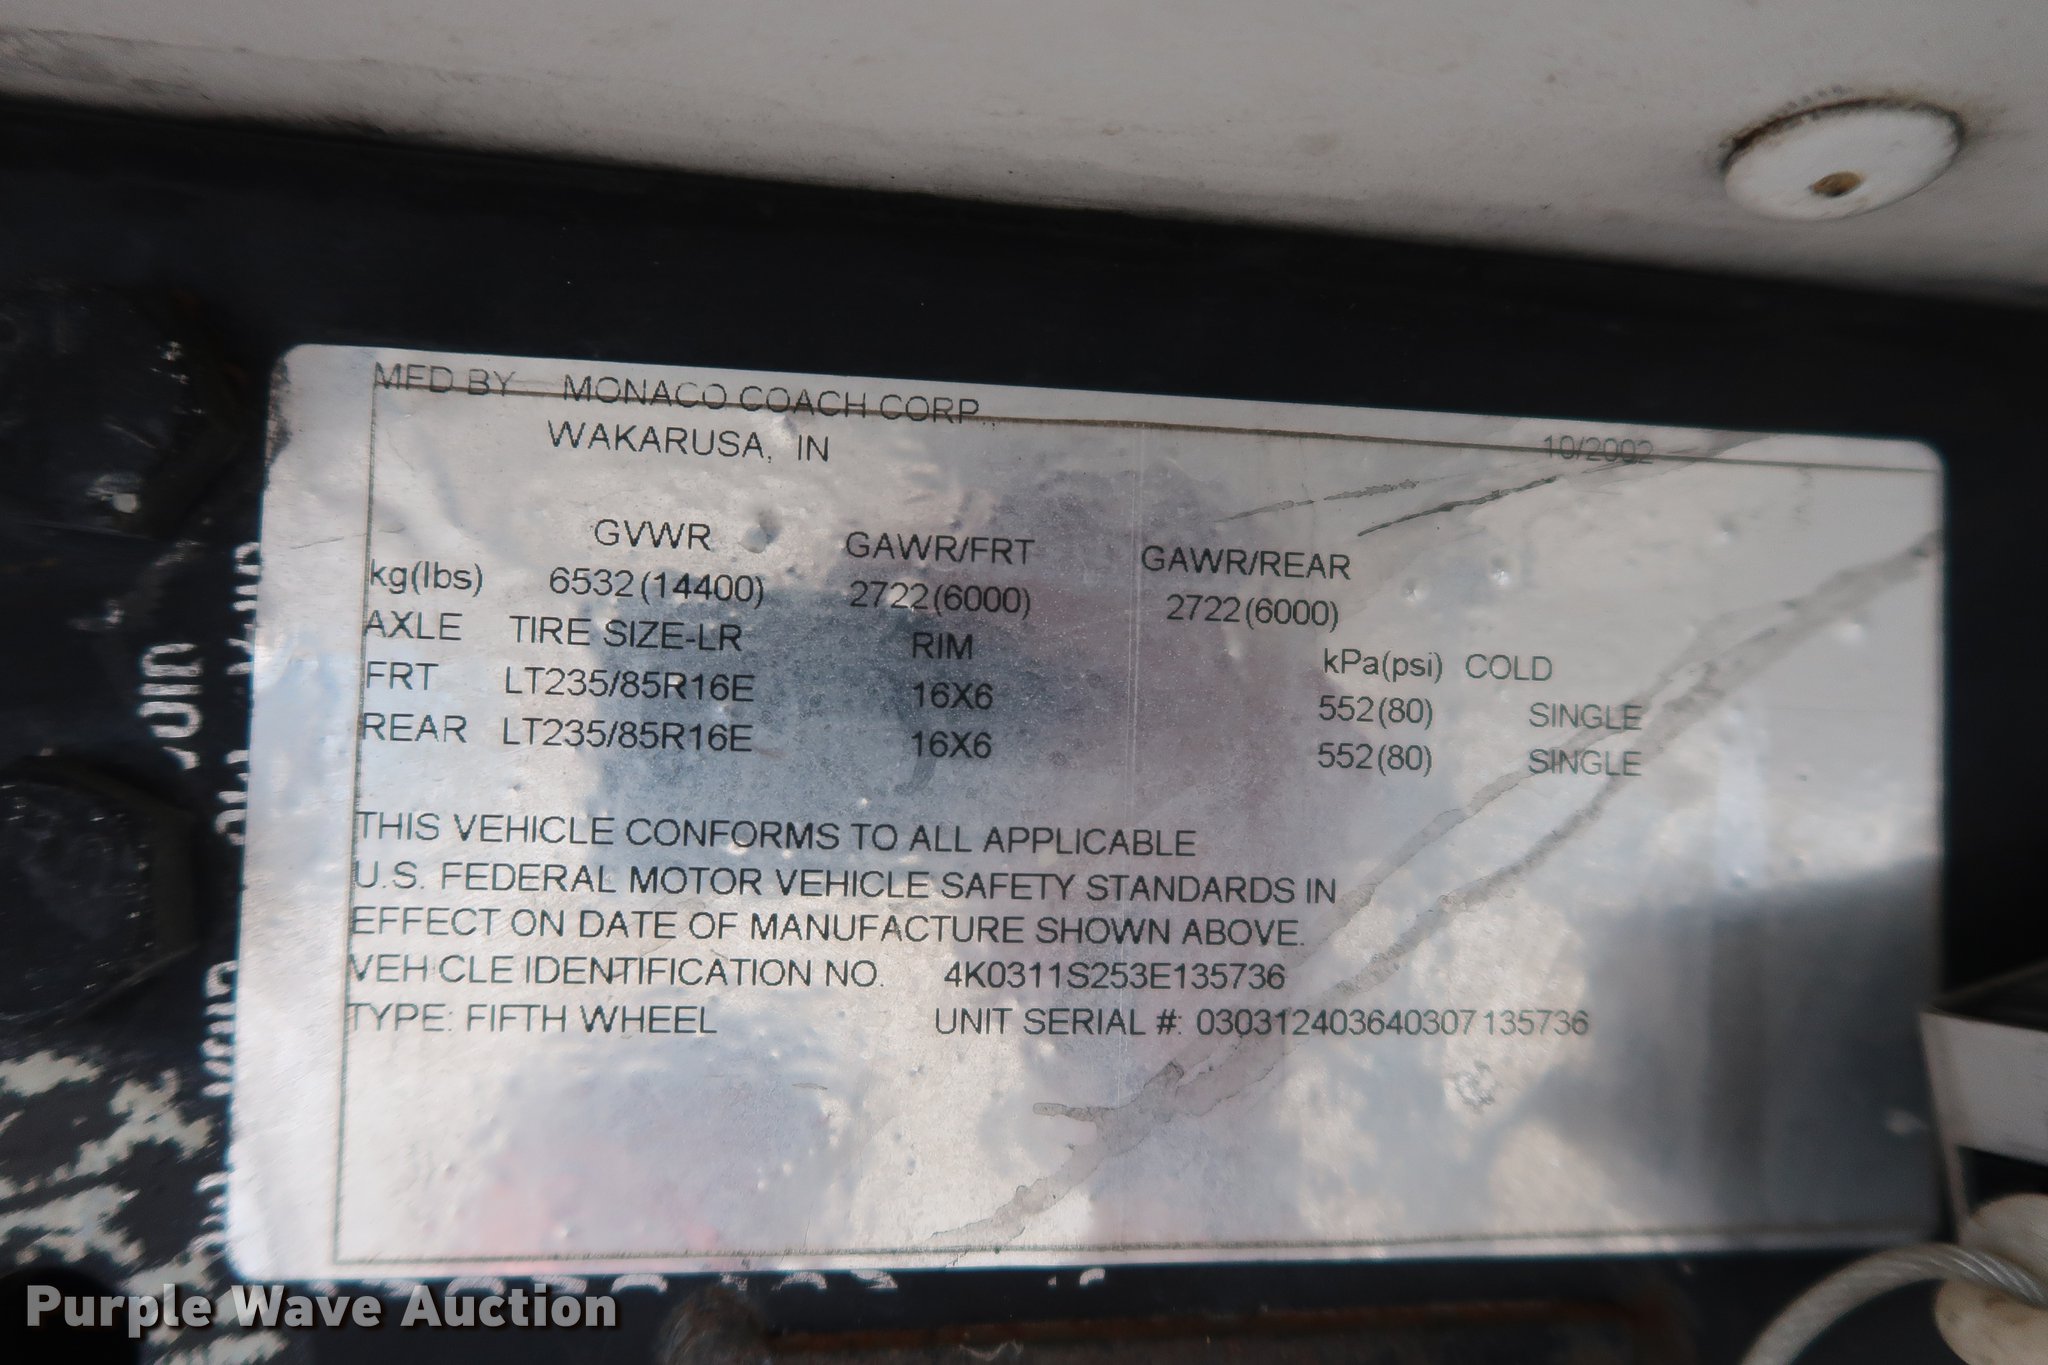 MFD BY MONACO COACH CORP.,
WAKARUSA, IN 10/2002
GVWR GAWR/FRT GAWR/REAR
kg(lbs) 6532(14400) 2722(6000) 2722(6000)
AXLE TIRE SIZE-LR RIM kPa(psi) COLD
FRT LT235/85R16E 16X6 552(80) SINGLE
REAR LT235/85R16E 16X6 552(80) SINGLE
THIS VEHICLE CONFORMS TO ALL APPLICABLE
U.S. FEDERAL MOTOR VEHICLE SAFETY STANDARDS IN
EFFECT ON DATE OF MANUFACTURE SHOWN ABOVE.
VEHICLE IDENTIFICATION NO. 4K0311S253E135736
TYPE: FIFTH WHEEL UNIT SERIAL #: 030312403640307135736
Purple Wave Auction